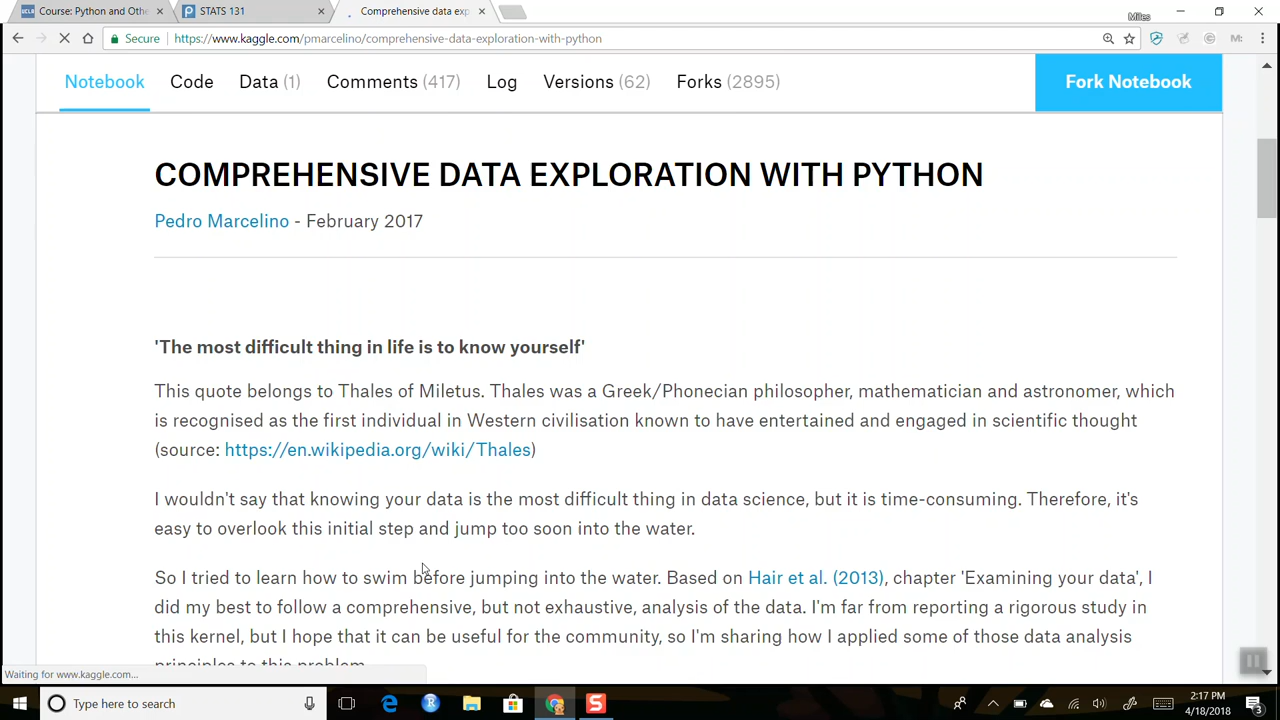 Course: Python and Othe
STATS 131
Comprehensive data exp
Miles
Secure
https://www.kaggle.com/pmarcelino/comprehensive-data-exploration-with-python
Notebook Code Data (1) Comments (417) Log Versions (62) Forks (2895) Fork Notebook
COMPREHENSIVE DATA EXPLORATION WITH PYTHON
Pedro Marcelino - February 2017
'The most difficult thing in life is to know yourself'
This quote belongs to Thales of Miletus. Thales was a Greek/Phonecian philosopher, mathematician and astronomer, which
is recognised as the first individual in Western civilisation known to have entertained and engaged in scientific thought
(source: https://en.wikipedia.org/wiki/Thales)
I wouldn't say that knowing your data is the most difficult thing in data science, but it is time-consuming. Therefore, it's
easy to overlook this initial step and jump too soon into the water.
So I tried to learn how to swim before jumping into the water. Based on Hair et al. (2013), chapter 'Examining your data', I
did my best to follow a comprehensive, but not exhaustive, analysis of the data. I'm far from reporting a rigorous study in
this kernel, but I hope that it can be useful for the community, so I'm sharing how I applied some of those data analysis
principles to this problem.
Waiting for www.kaggle.com...
Type here to search
2:17 PM
4/18/2018
3